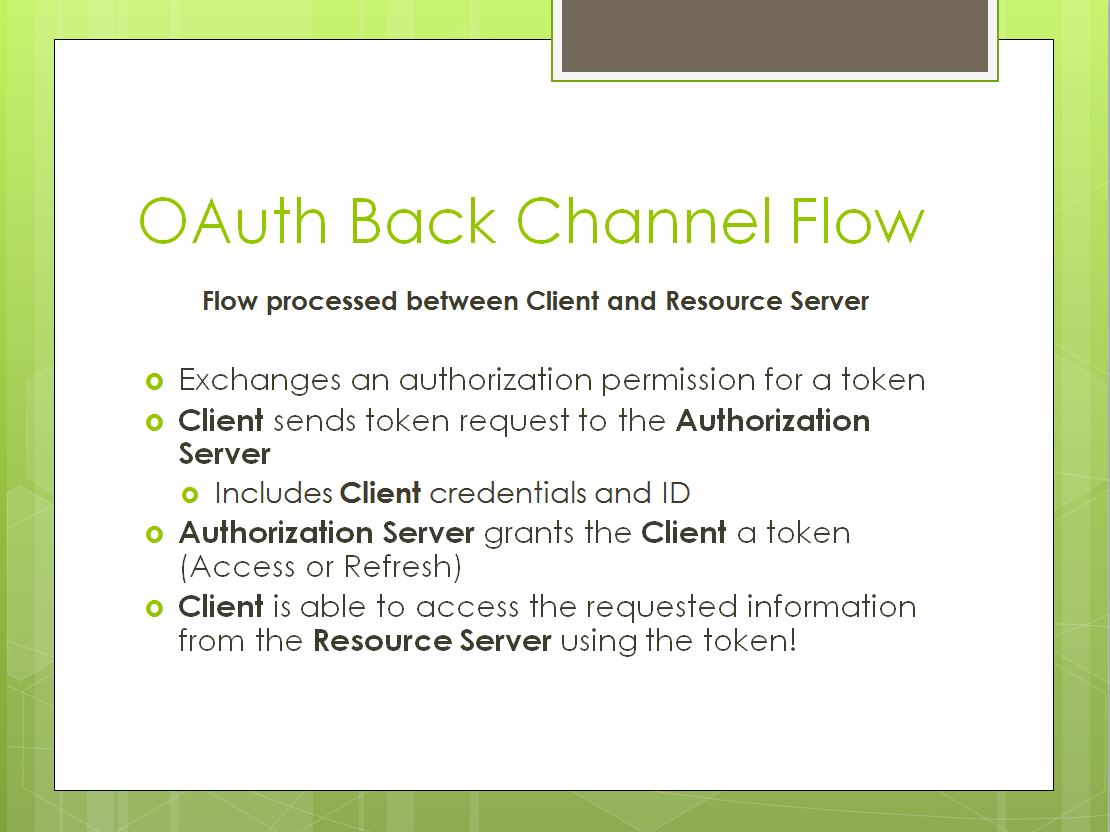 OAuth Back Channel Flow
Flow processed between Client and Resource Server
Exchanges an authorization permission for a token
Client sends token request to the Authorization
Server
Includes Client credentials and ID
Authorization Server grants the Client a token
(Access or Refresh)
Client is able to access the requested information
from the Resource Server using the token!